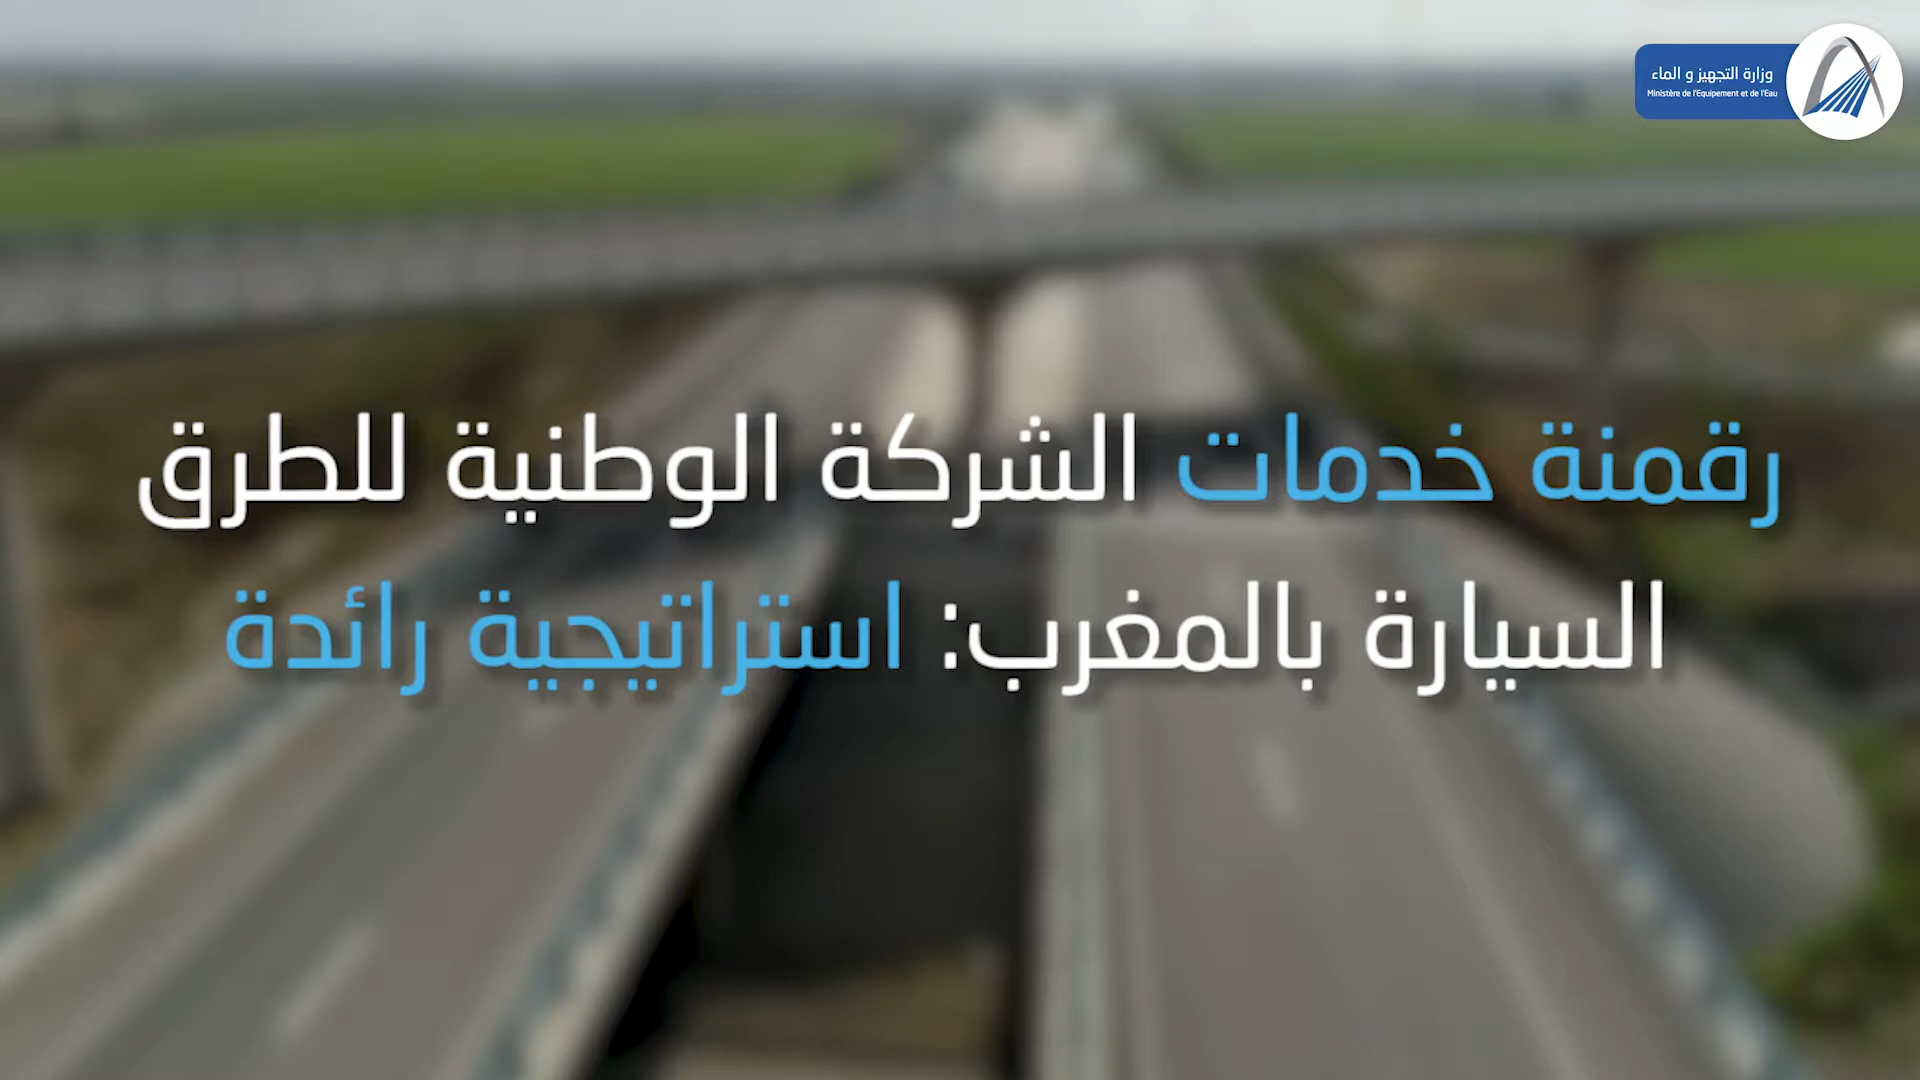 وزارة التجهيز و الماء
Ministère de l'Equipement et de l'Eau
رقمنة خدمات الشركة الوطنية للطرق
السيارة بالمغرب: استراتيجية رائدة